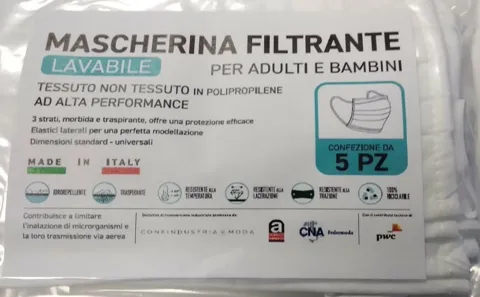 MASCHERINA FILTRANTE
LAVABILE PER ADULTI E BAMBINI
TESSUTO NON TESSUTO IN POLIPROPILENE
AD ALTA PERFORMANCE
3 strati, morbida e traspirante, offre una protezione efficace
Elastici laterali per una perfetta modellazione
Dimensioni standard - universali
CONFEZIONE DA
5 PZ
MADE IN ITALY
IDROREPELLENTE
TRASPIRANTE
RESISTENTE ALLA TEMPERATURA
RESISTENTE ALLA LACERAZIONE
RESISTENTE ALLA TRAZIONE
100% RICICLABILE
Contribuisce a limitare
l'inalazione di microrganismi e
la loro trasmissione via aerea
CONFINDUSTRIA MODA
a
CNA Federmoda
pwc